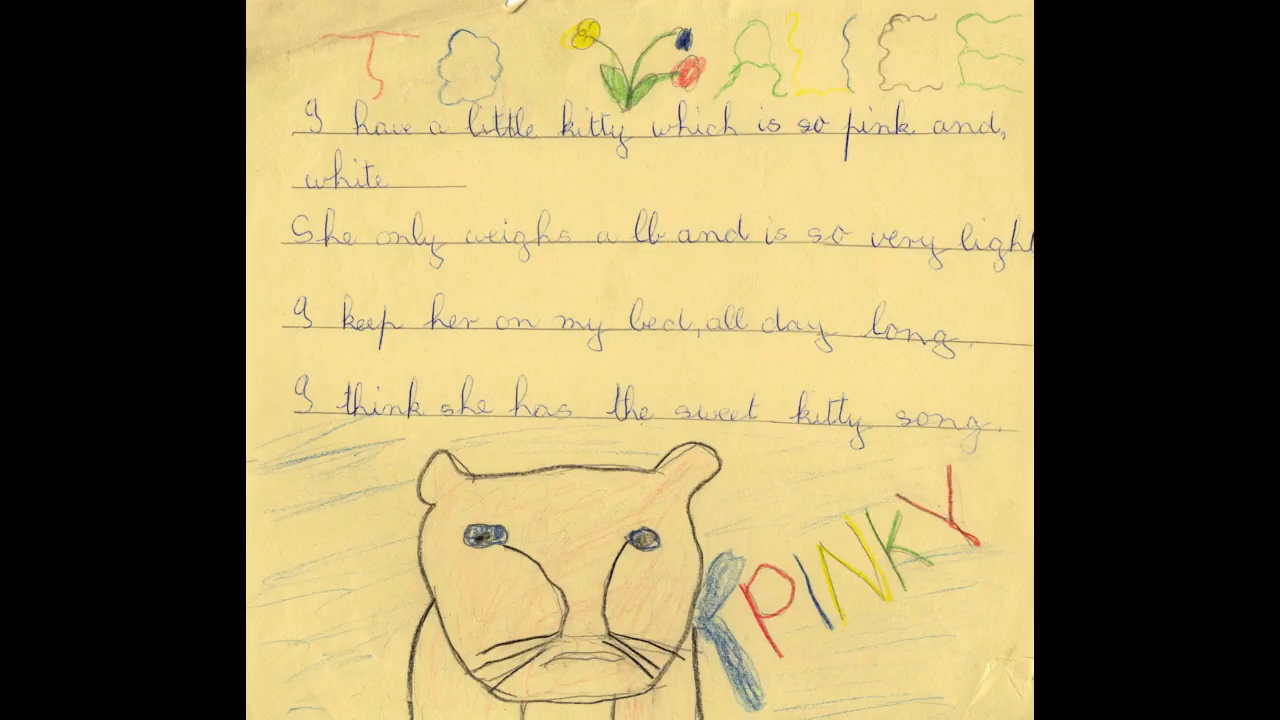 TO ALICE
I have a little kitty which is so pink and,
white
She only weighs a lb and is so very light
I keep her on my bed, all day long.
I think she has the sweet kitty song.
PINKY